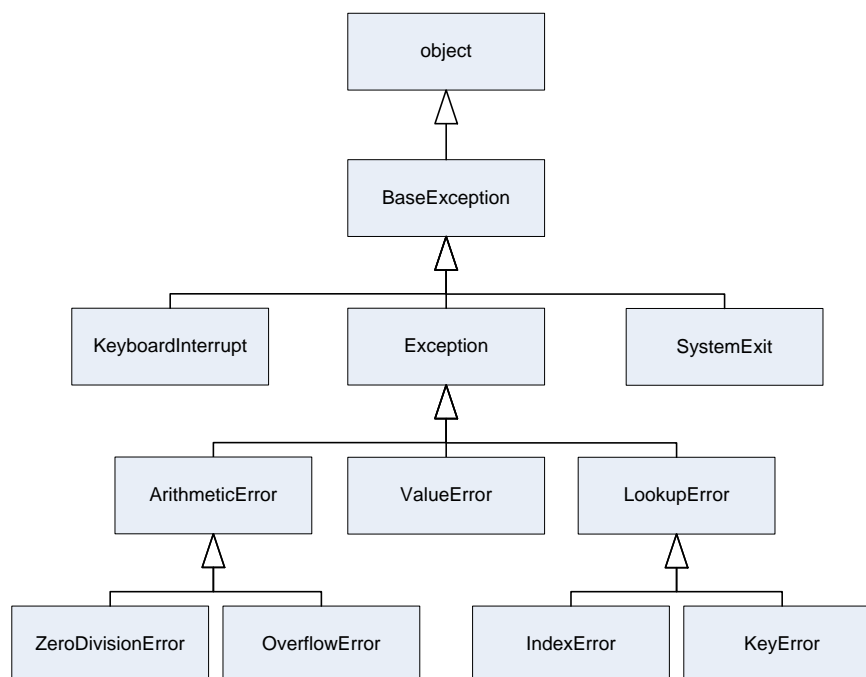 object
BaseException
KeyboardInterrupt
Exception
SystemExit
ArithmeticError
ValueError
LookupError
ZeroDivisionError
OverflowError
IndexError
KeyError